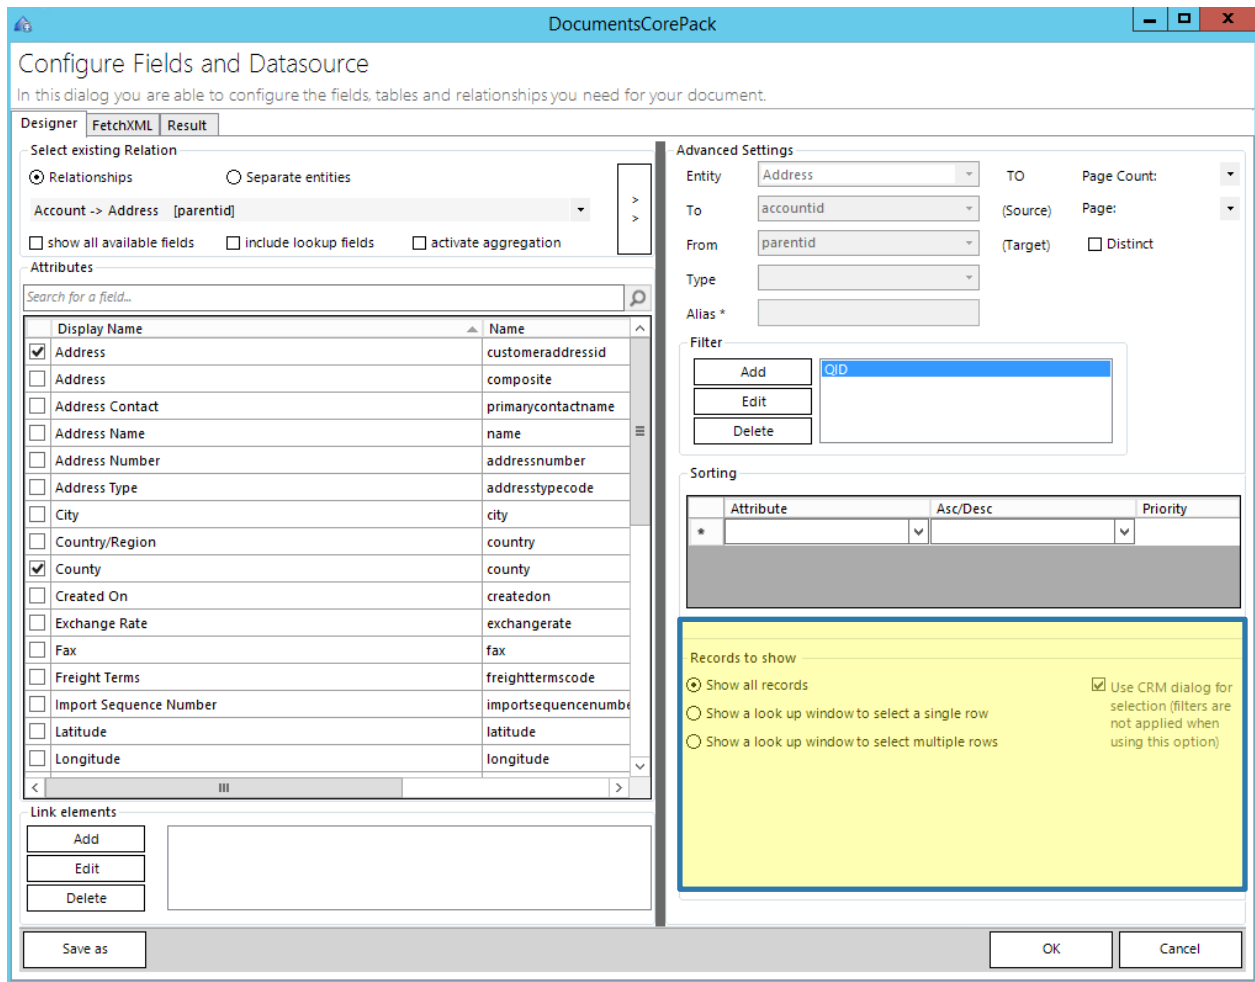 DocumentsCorePack
Configure Fields and Datasource
In this dialog you are able to configure the fields, tables and relationships you need for your document.
Designer FetchXML Result
Select existing Relation
Relationships Separate entities
Account -> Address [parentid]
> >
show all available fields include lookup fields activate aggregation
Attributes
Search for a field...
Display Name Name
Address customeraddressid
Address composite
Address Contact primarycontactname
Address Name name
Address Number addressnumber
Address Type addresstypecode
City city
Country/Region country
County county
Created On createdon
Exchange Rate exchangerate
Fax fax
Freight Terms freighttermscode
Import Sequence Number importsequencenumbe
Latitude latitude
Longitude longitude
Link elements
Add
Edit
Delete
Save as
Advanced Settings
Entity Address TO Page Count:
To accountid (Source) Page:
From parentid (Target) Distinct
Type
Alias *
Filter
Add QID
Edit
Delete
Sorting
Attribute Asc/Desc Priority
*
Records to show
Show all records
Show a look up window to select a single row
Show a look up window to select multiple rows
Use CRM dialog for
selection (filters are
not applied when
using this option)
OK Cancel